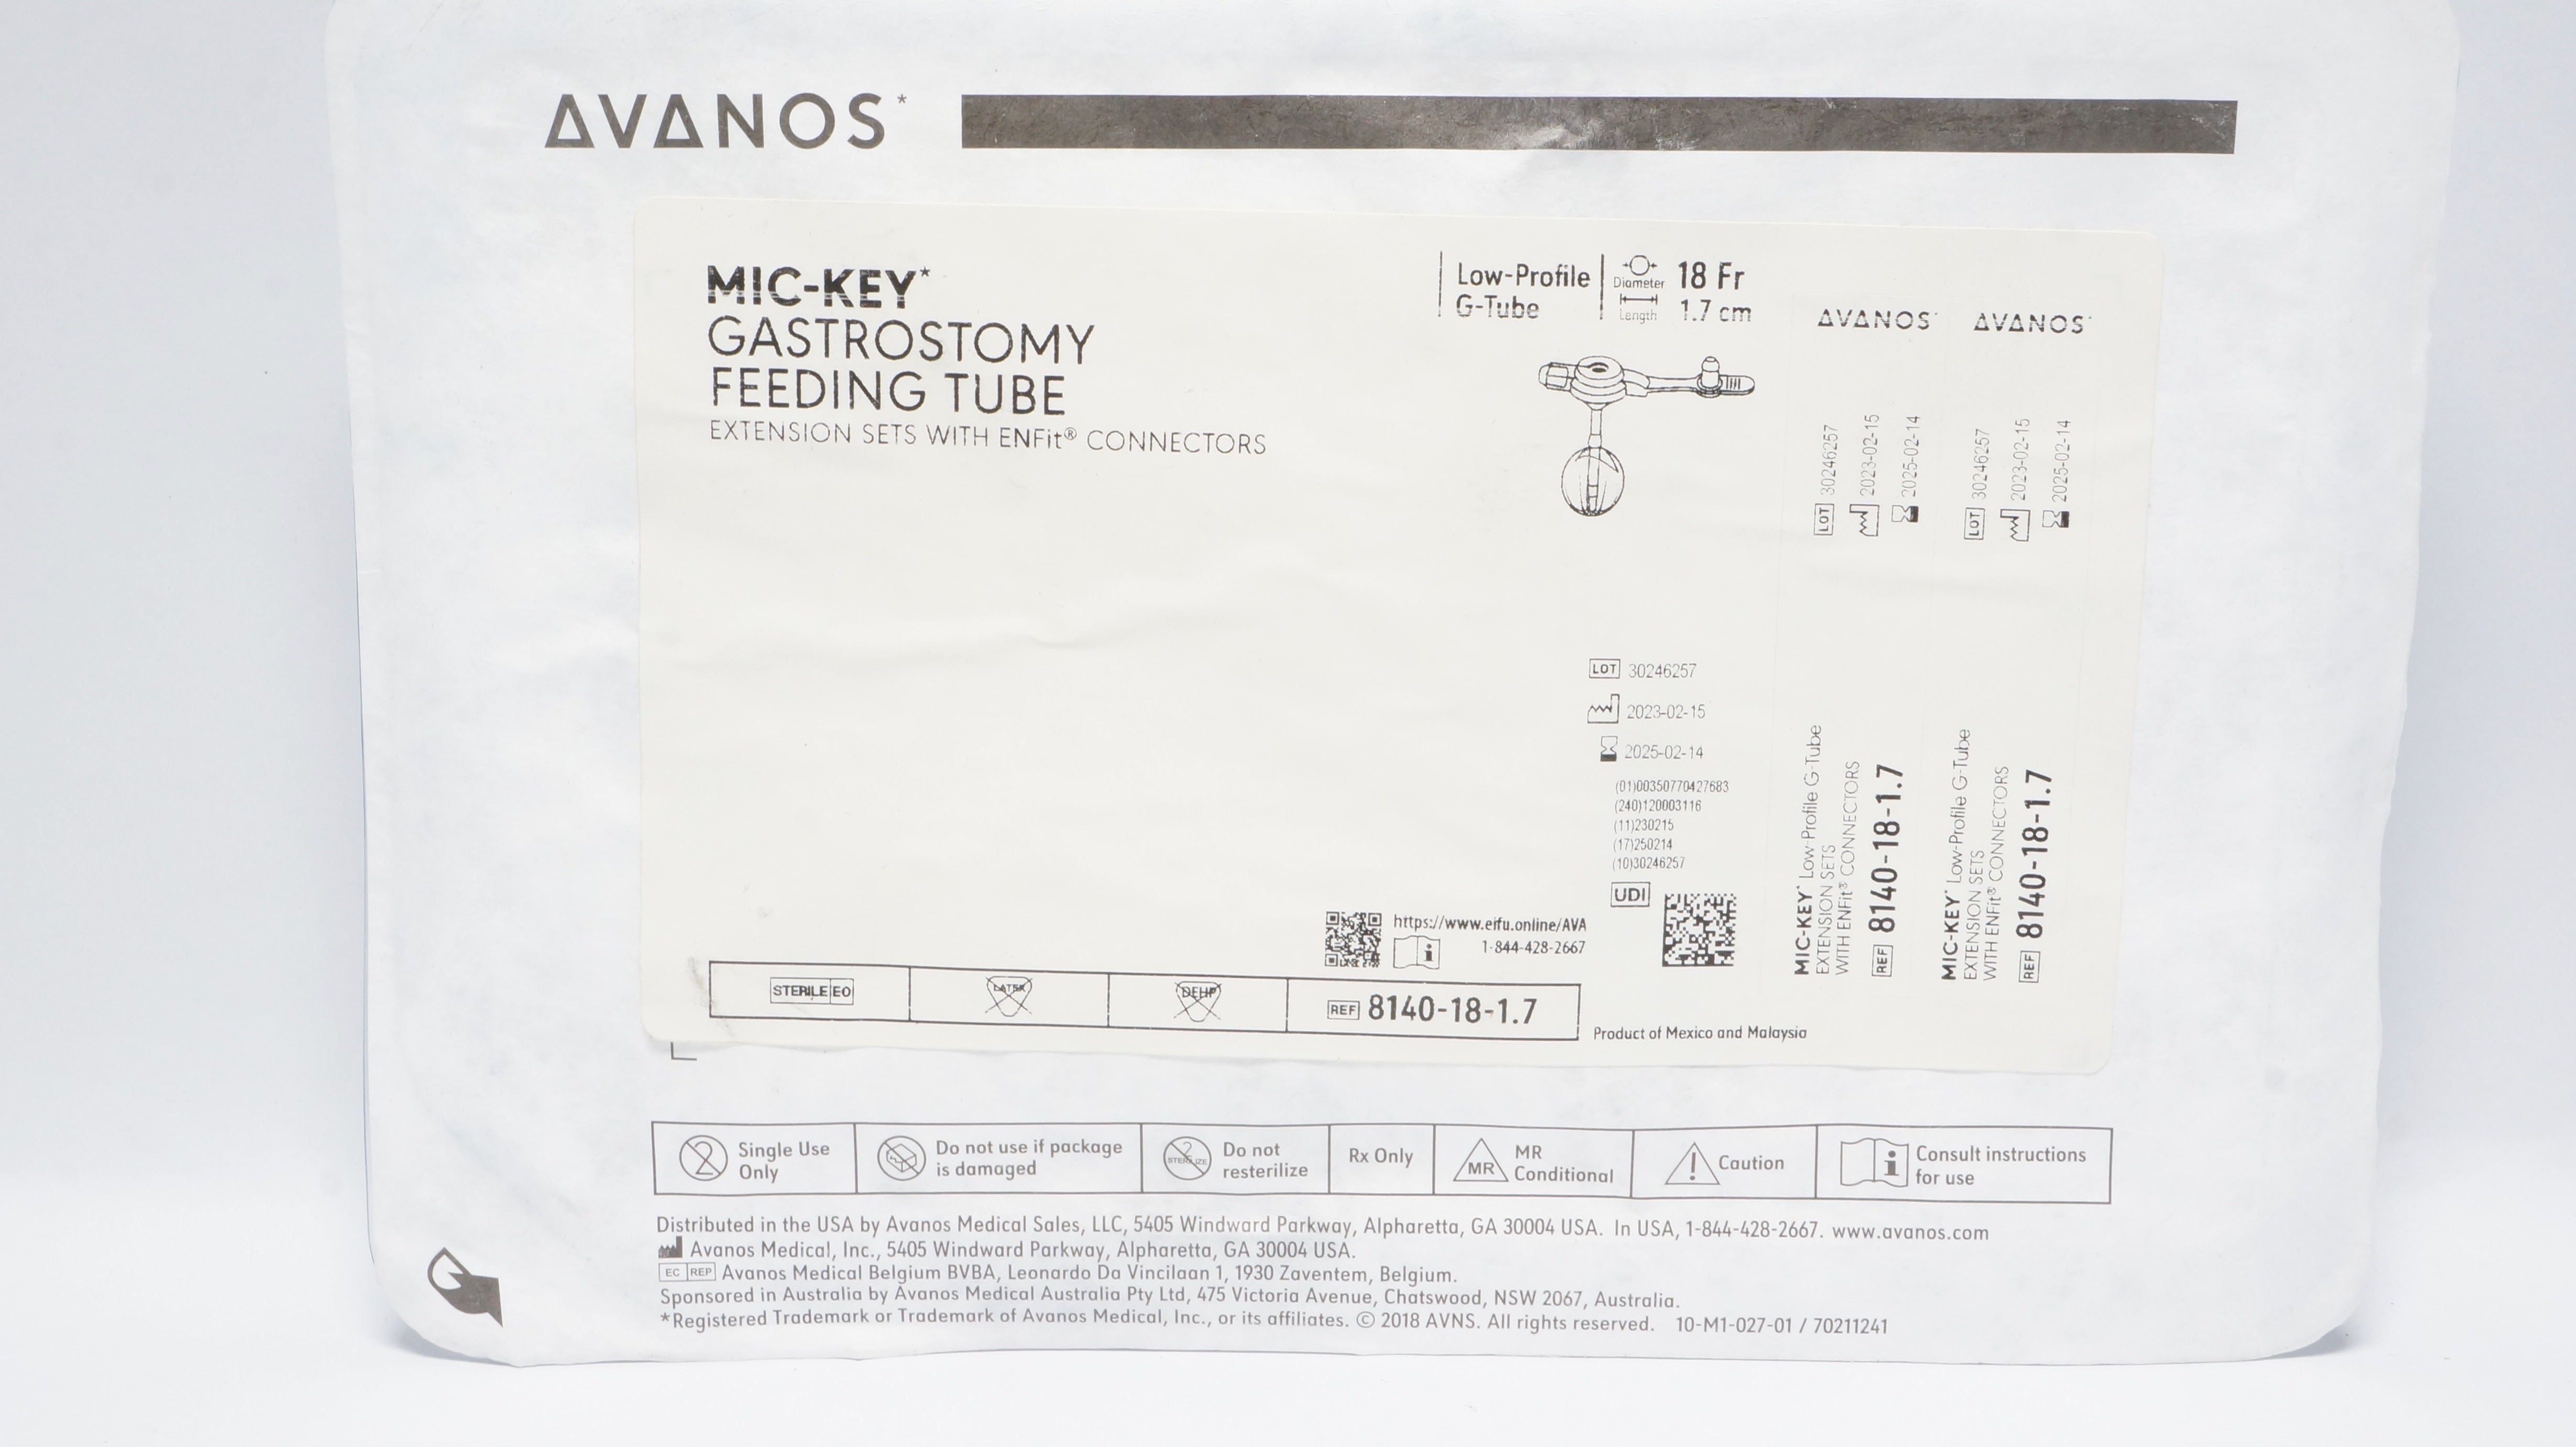 AVANOS*
MIC-KEY*
GASTROSTOMY
FEEDING TUBE
EXTENSION SETS WITH ENFit® CONNECTORS
Low-Profile
G-Tube
Diameter 18 Fr
Length 1.7 cm
LOT 30246257
2023-02-15
2025-02-14
(01)00350770427683
(240)120003116
(11)230215
(17)250214
(10)30246257
UDI
https://www.eifu.online/AVA
1-844-428-2667
STERILE EO
LATEX
DEHP
REF 8140-18-1.7
Product of Mexico and Malaysia
AVANOS*
LOT 30246257
2023-02-15
2025-02-14
MIC-KEY* Low-Profile G-Tube
EXTENSION SETS
WITH ENFit® CONNECTORS
REF 8140-18-1.7
AVANOS*
LOT 30246257
2023-02-15
2025-02-14
MIC-KEY* Low-Profile G-Tube
EXTENSION SETS
WITH ENFit® CONNECTORS
REF 8140-18-1.7
2 Single Use
Only
Do not use if package
is damaged
2
STERILIZE
Do not
resterilize
Rx Only
MR
MR
Conditional
Caution
Consult instructions
for use
Distributed in the USA by Avanos Medical Sales, LLC, 5405 Windward Parkway, Alpharetta, GA 30004 USA. In USA, 1-844-428-2667. www.avanos.com
Avanos Medical, Inc., 5405 Windward Parkway, Alpharetta, GA 30004 USA.
EC REP Avanos Medical Belgium BVBA, Leonardo Da Vincilaan 1, 1930 Zaventem, Belgium.
Sponsored in Australia by Avanos Medical Australia Pty Ltd, 475 Victoria Avenue, Chatswood, NSW 2067, Australia.
*Registered Trademark or Trademark of Avanos Medical, Inc., or its affiliates. © 2018 AVNS. All rights reserved. 10-M1-027-01 / 70211241